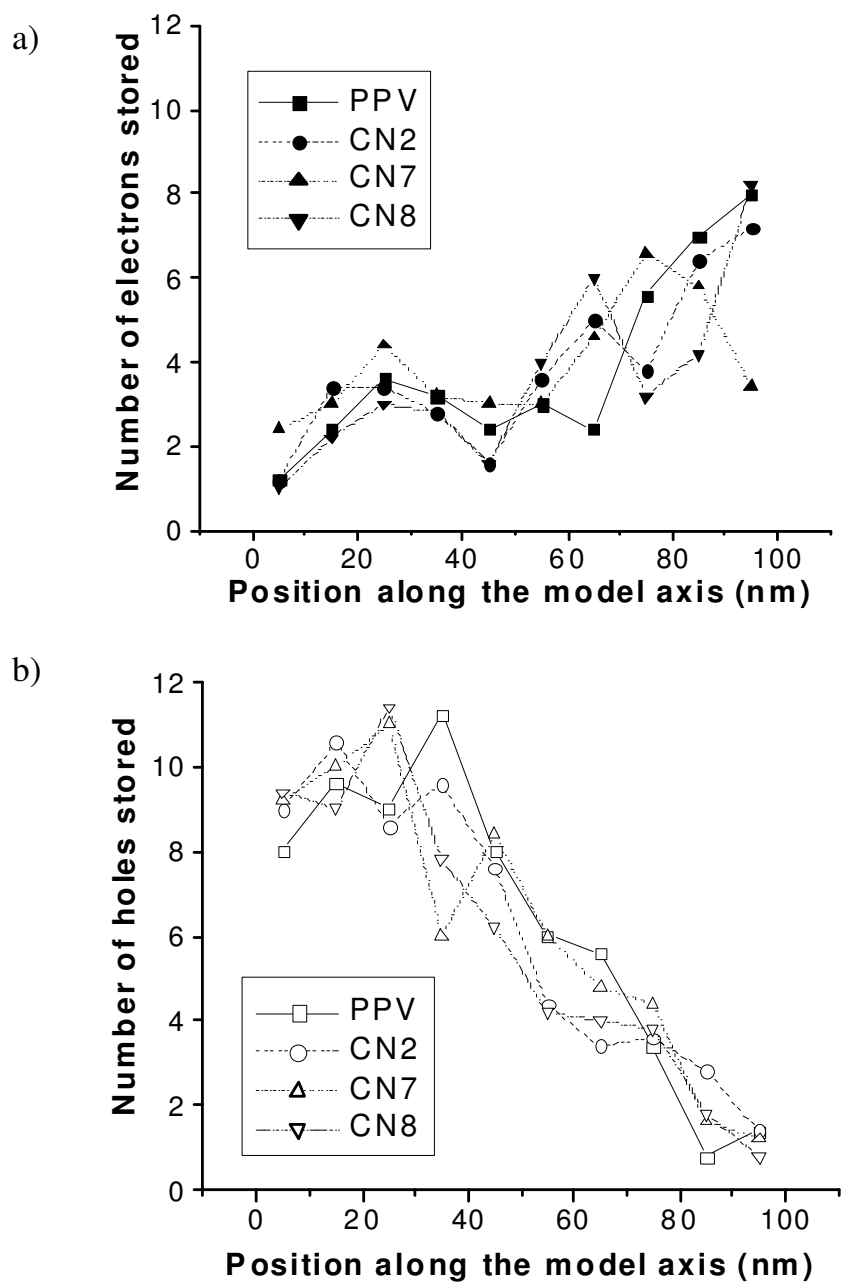 a)
12
10
8
6
4
2
0
Number of electrons stored
PPV
CN2
CN7
CN8
0 20 40 60 80 100
Position along the model axis (nm)
b)
12
10
8
6
4
2
0
Number of holes stored
PPV
CN2
CN7
CN8
0 20 40 60 80 100
Position along the model axis (nm)